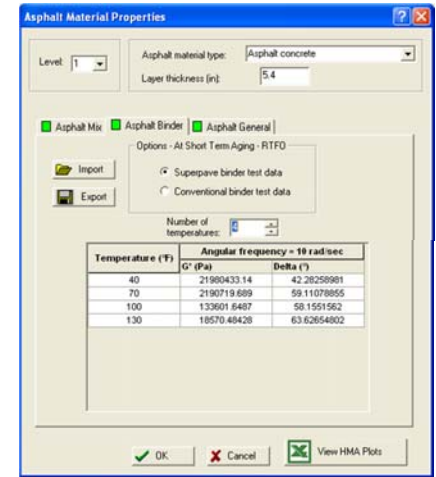 Asphalt Material Properties
Level: 1
Asphalt material type: Asphalt concrete
Layer thickness (in): 5.4
Asphalt Mix Asphalt Binder Asphalt General
Options - At Short Term Aging - RTFO
Import
Superpave binder test data
Export
Conventional binder test data
Number of temperatures: 4
Temperature (°F) Angular frequency = 10 rad/sec
G* (Pa) Delta (°)
40 21980433.14 42.28258981
70 2190719.689 59.11078855
100 133601.6487 58.1551562
130 18570.48428 63.62654802
OK Cancel View HMA Plots